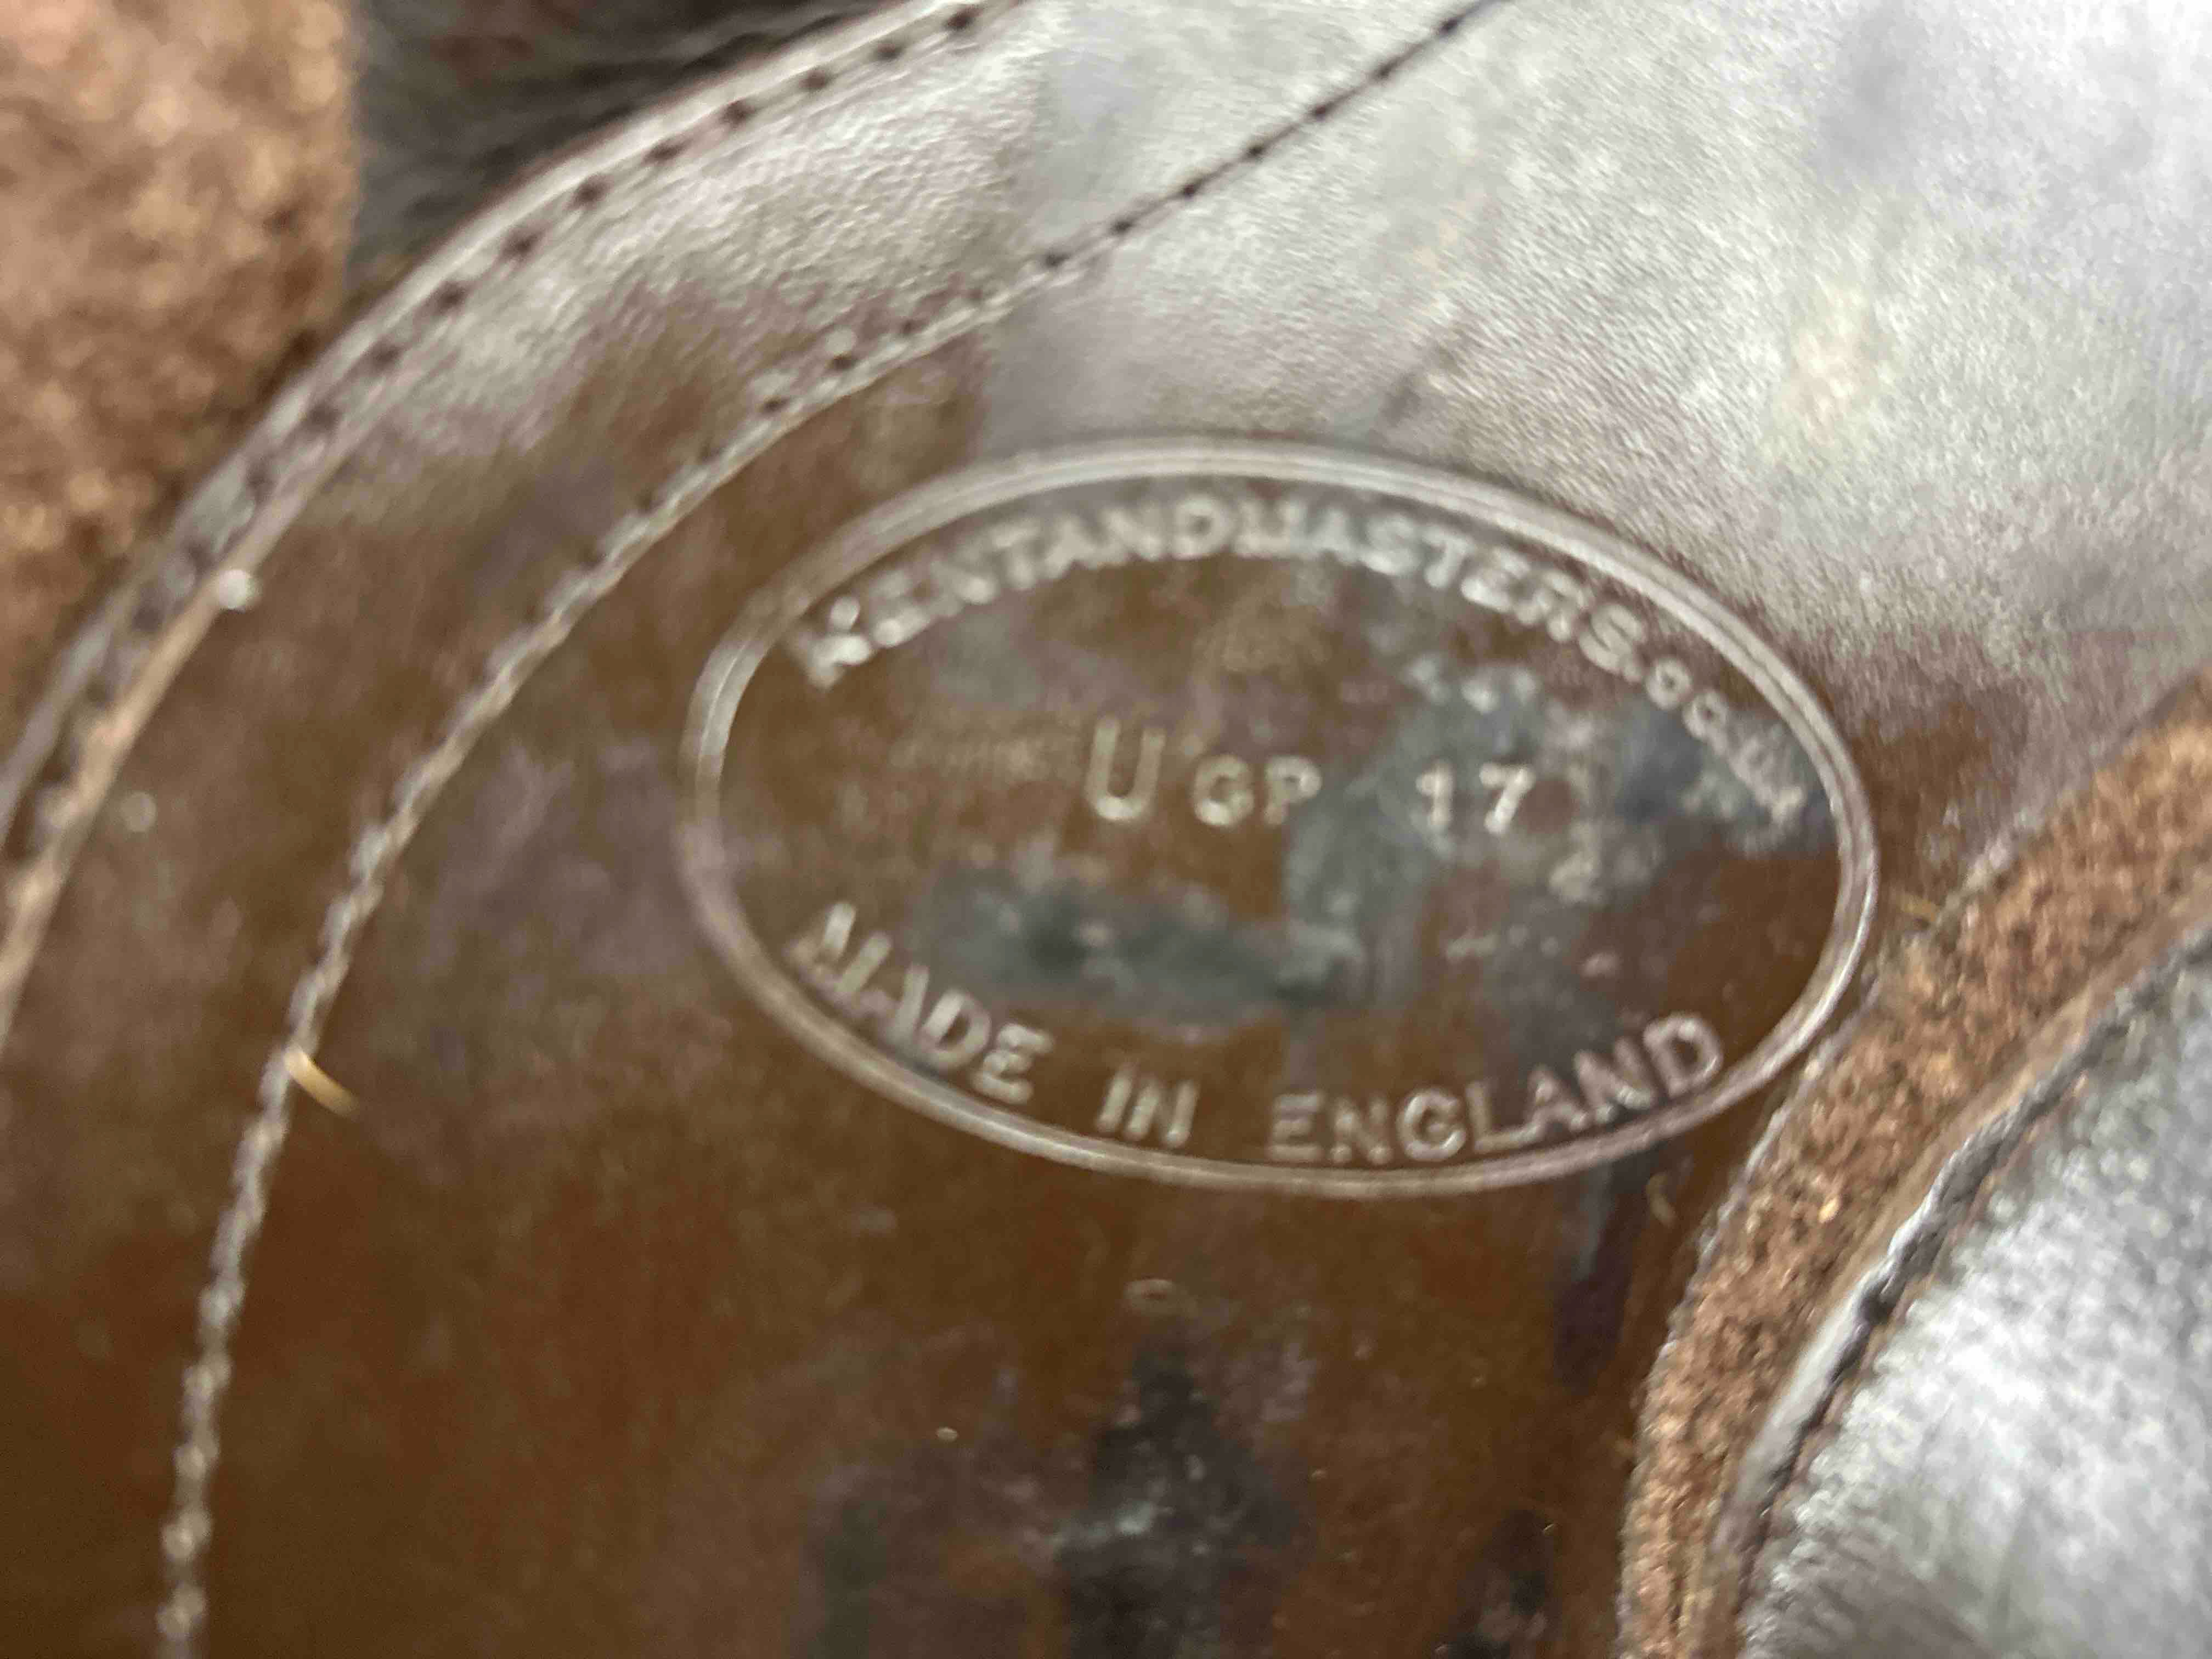 KENTANDMASTERS.co.uk
U GP 17
MADE IN ENGLAND